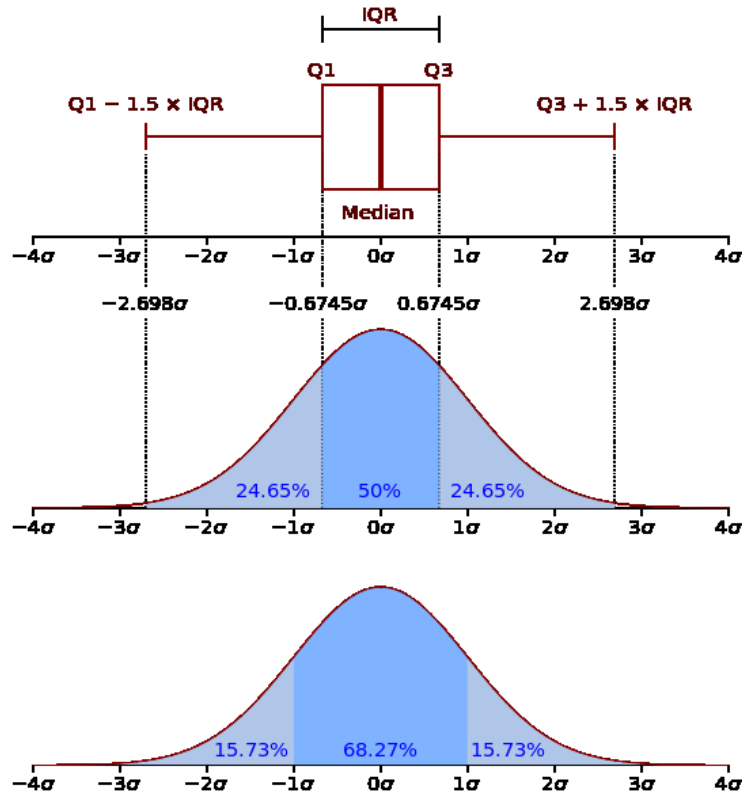 IQR
Q1 Q3
Q1 − 1.5 × IQR Q3 + 1.5 × IQR
Median
−4σ −3σ −2σ −1σ 0σ 1σ 2σ 3σ 4σ
−2.698σ −0.6745σ 0.6745σ 2.698σ
24.65% 50% 24.65%
−4σ −3σ −2σ −1σ 0σ 1σ 2σ 3σ 4σ
15.73% 68.27% 15.73%
−4σ −3σ −2σ −1σ 0σ 1σ 2σ 3σ 4σ